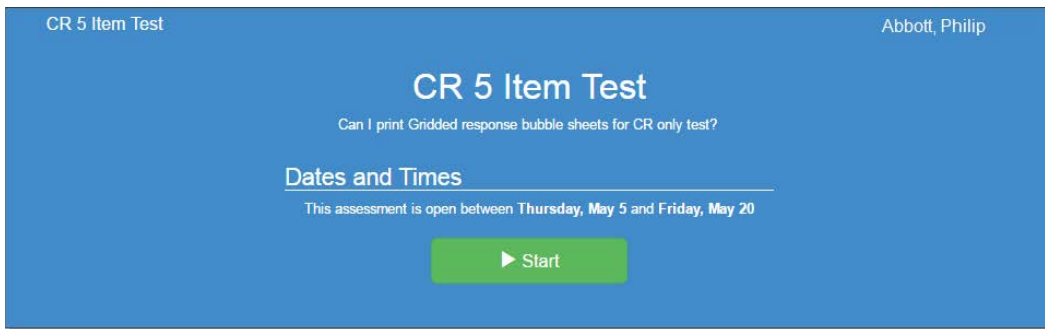 CR 5 Item Test
Abbott, Philip
CR 5 Item Test
Can I print Gridded response bubble sheets for CR only test?
Dates and Times
This assessment is open between Thursday, May 5 and Friday, May 20
Start